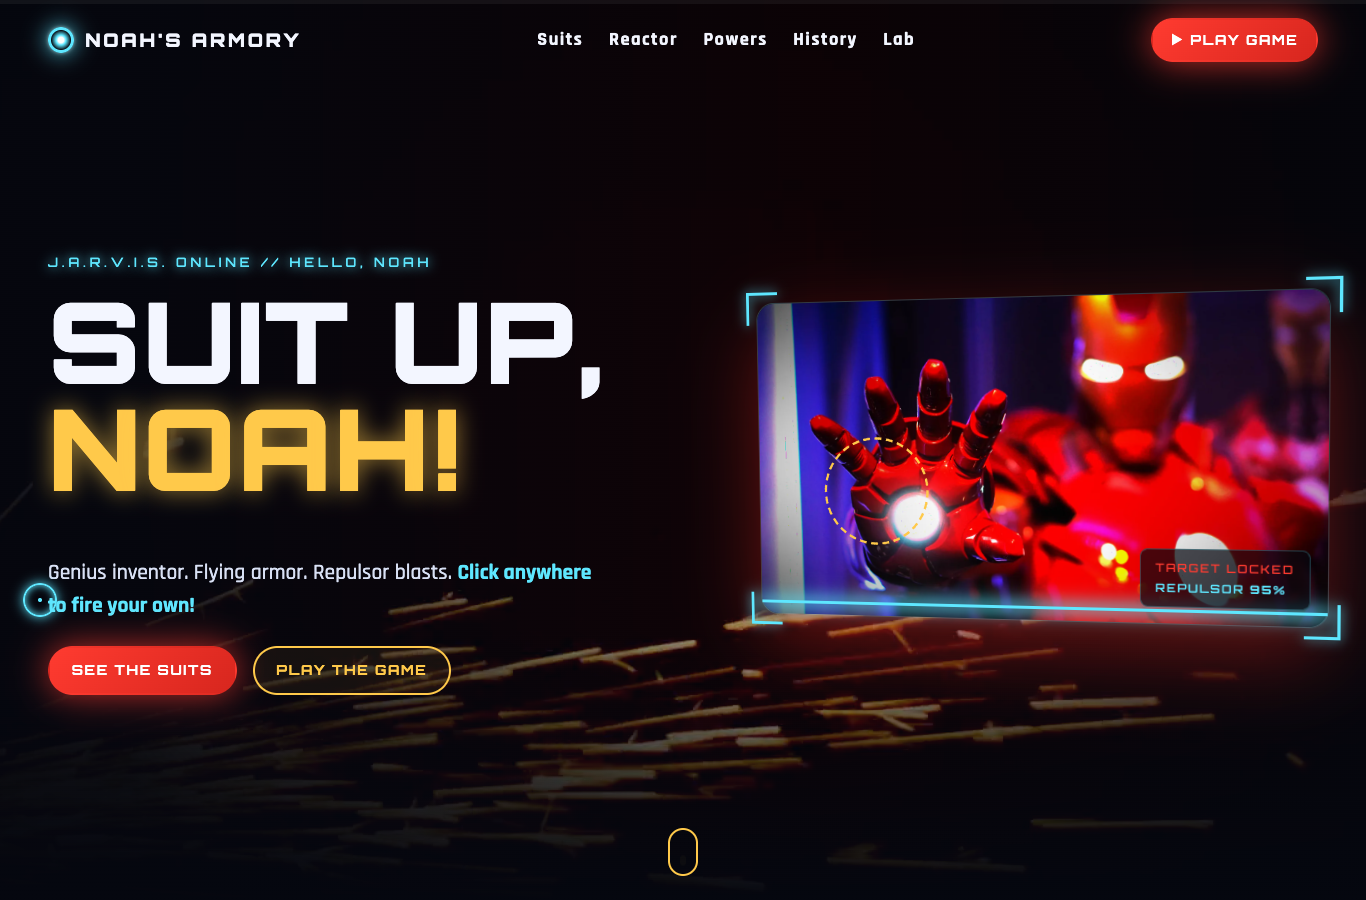 NOAH'S ARMORY
Suits
Reactor
Powers
History
Lab
PLAY GAME
J.A.R.V.I.S. ONLINE // HELLO, NOAH
SUIT UP,
NOAH!
Genius inventor. Flying armor. Repulsor blasts. Click anywhere
to fire your own!
SEE THE SUITS
PLAY THE GAME
TARGET LOCKED
REPULSOR 95%